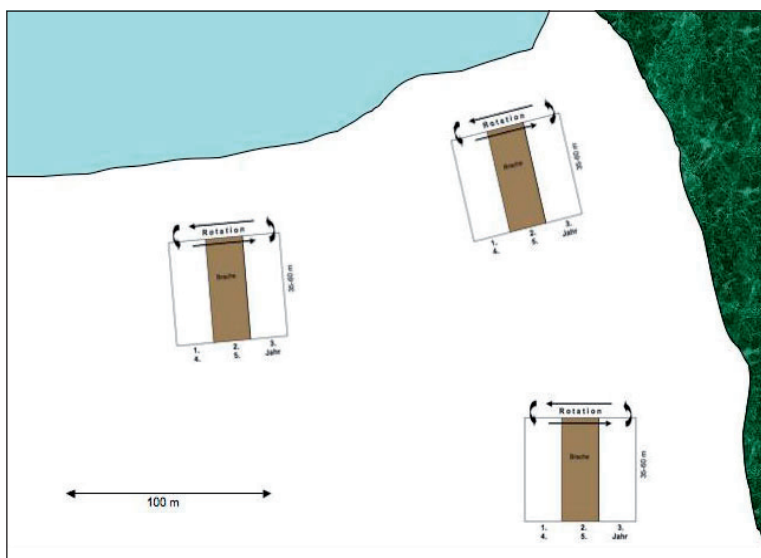 Rotation
Brache
35-60 m
1. 2. 3.
4. 5. Jahr
Rotation
Brache
35-60 m
1. 2. 3.
4. 5. Jahr
Rotation
Brache
35-60 m
1. 2. 3.
4. 5. Jahr
100 m